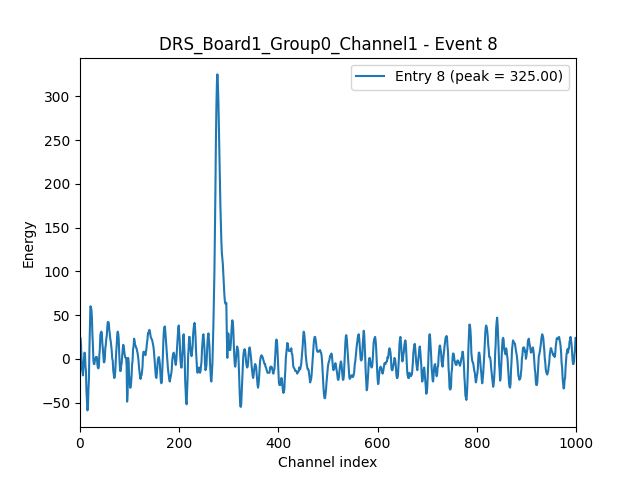 DRS_Board1_Group0_Channel1 - Event 8
Entry 8 (peak = 325.00)
Energy
300
250
200
150
100
50
0
−50
0 200 400 600 800 1000
Channel index